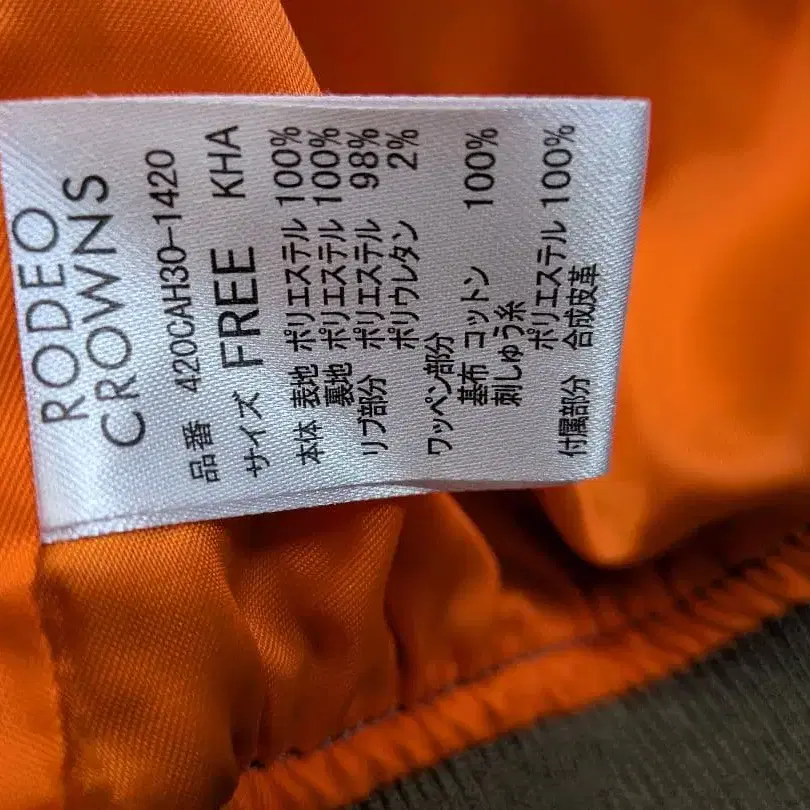 RODEO
CROWNS
品番 420CAH30-1420
サイズ FREE KHA
本体 表地 ポリエステル 100%
裏地 ポリエステル 100%
リブ部分 ポリエステル 98%
ポリウレタン 2%
ワッペン部分
基布 コットン 100%
刺しゅう糸
ポリエステル 100%
付属部分 合成皮革